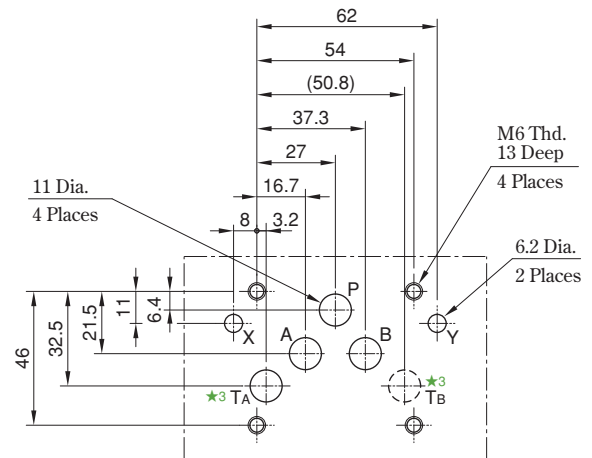 62
54
(50.8)
37.3
27
16.7
8
3.2
M6 Thd.
13 Deep
4 Places
11 Dia.
4 Places
6.2 Dia.
2 Places
P
X
A
B
Y
46
32.5
21.5
11
6.4
★3 TA
★3
TB